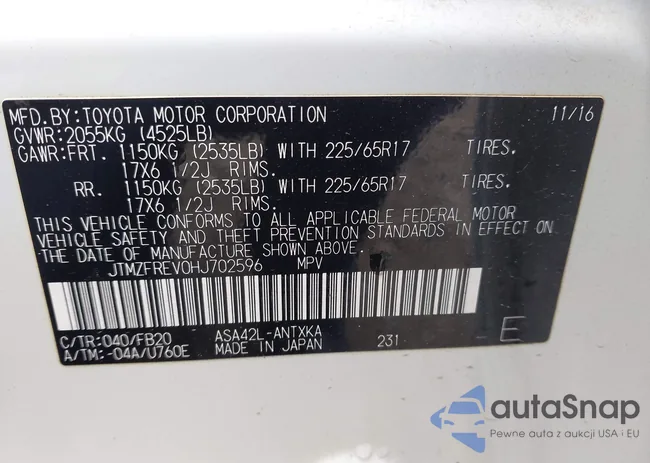 MFD.BY:TOYOTA MOTOR CORPORATION 11/16
GVWR:2055KG (4525LB)
GAWR:FRT. 1150KG (2535LB) WITH 225/65R17 TIRES.
17X6 1/2J RIMS.
RR. 1150KG (2535LB) WITH 225/65R17 TIRES.
17X6 1/2J RIMS.
THIS VEHICLE CONFORMS TO ALL APPLICABLE FEDERAL MOTOR
VEHICLE SAFETY AND THEFT PREVENTION STANDARDS IN EFFECT ON
THE DATE OF MANUFACTURE SHOWN ABOVE.
JTMZFREV0HJ702596 MPV
C/TR:040/FB20 ASA42L-ANTXKA 231 E
A/TM:-04A/U760E MADE IN JAPAN
autaSnap
Pewne auta z aukcji USA i EU